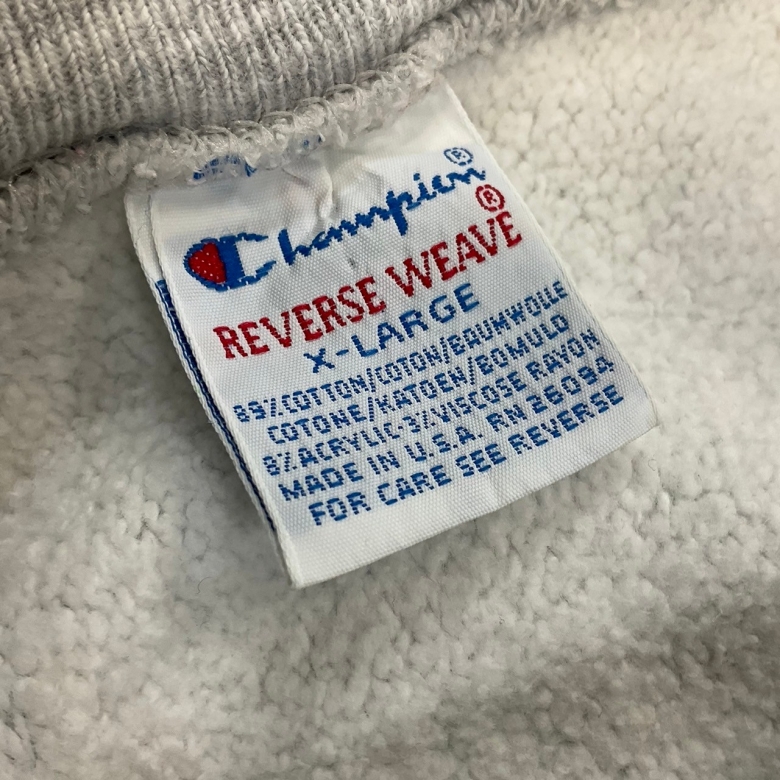 Champion®
REVERSE WEAVE®
X-LARGE
89%COTTON/COTON/BAUMWOLLE
COTONE/KATOEN/BOMULD
8%ACRYLIC·3%VISCOSE RAYON
MADE IN U.S.A. RN 26094
FOR CARE SEE REVERSE